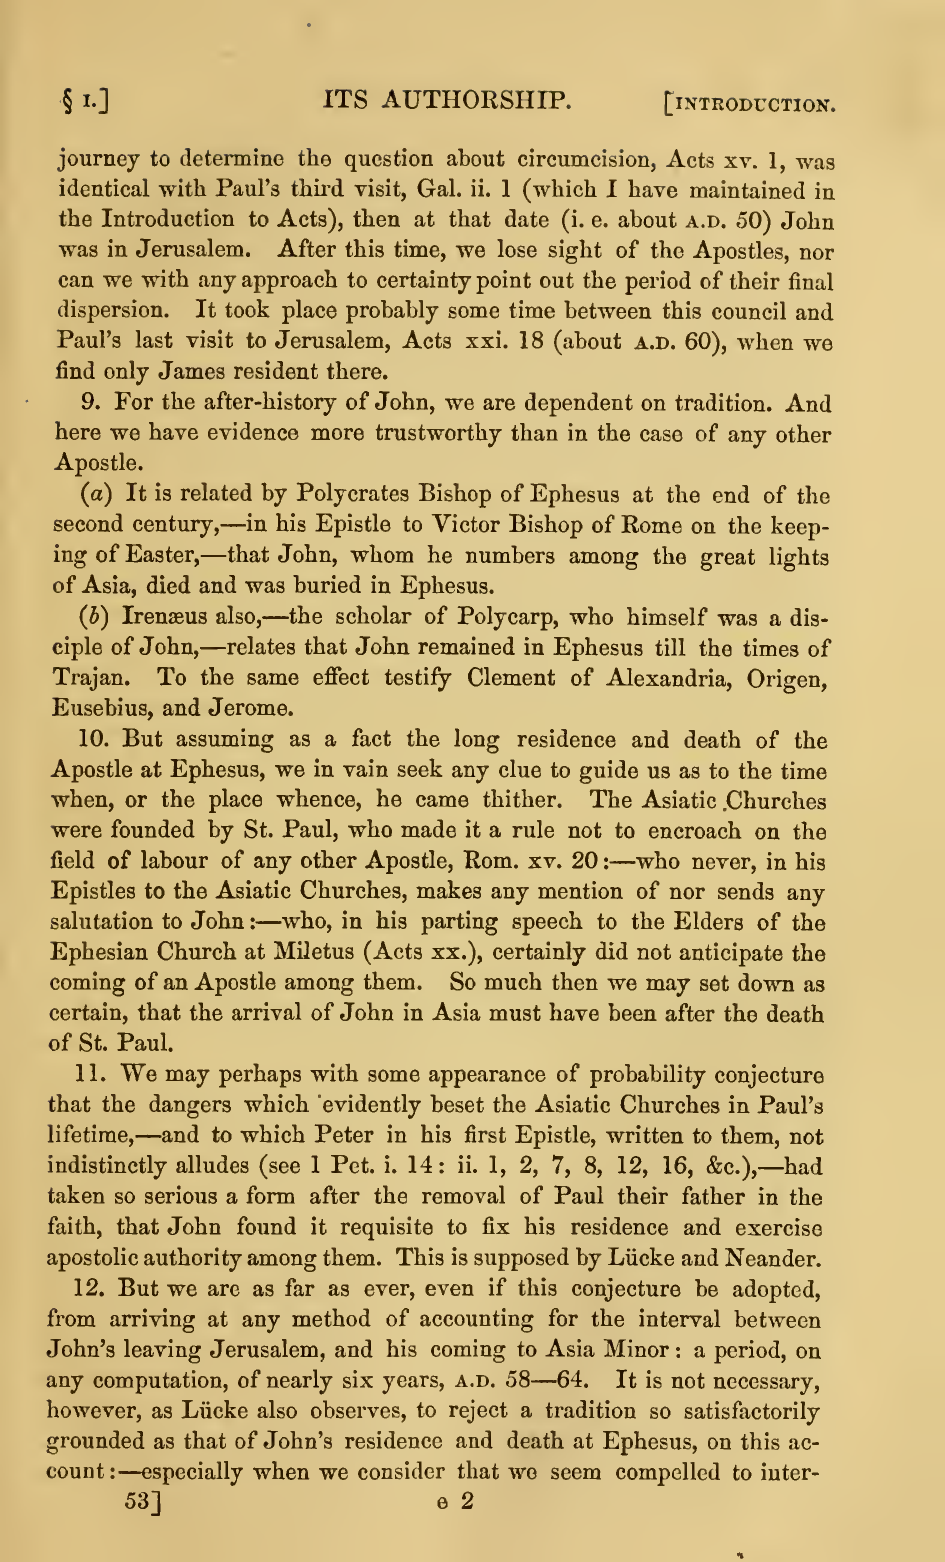 § 1.] ITS AUTHORSHIP. [INTRODUCTION.
journey to determine the question about circumcision, Acts xv. 1, was
identical with Paul's third visit, Gal. ii. 1 (which I have maintained in
the Introduction to Acts), then at that date (i. e. about A.D. 50) John
was in Jerusalem. After this time, we lose sight of the Apostles, nor
can we with any approach to certainty point out the period of their final
dispersion. It took place probably some time between this council and
Paul's last visit to Jerusalem, Acts xxi. 18 (about A.D. 60), when we
find only James resident there.
9. For the after-history of John, we are dependent on tradition. And
here we have evidence more trustworthy than in the case of any other
Apostle.
(a) It is related by Polycrates Bishop of Ephesus at the end of the
second century,—in his Epistle to Victor Bishop of Rome on the keep-
ing of Easter,—that John, whom he numbers among the great lights
of Asia, died and was buried in Ephesus.
(b) Irenæus also,—the scholar of Polycarp, who himself was a dis-
ciple of John,—relates that John remained in Ephesus till the times of
Trajan. To the same effect testify Clement of Alexandria, Origen,
Eusebius, and Jerome.
10. But assuming as a fact the long residence and death of the
Apostle at Ephesus, we in vain seek any clue to guide us as to the time
when, or the place whence, he came thither. The Asiatic Churches
were founded by St. Paul, who made it a rule not to encroach on the
field of labour of any other Apostle, Rom. xv. 20 :—who never, in his
Epistles to the Asiatic Churches, makes any mention of nor sends any
salutation to John :—who, in his parting speech to the Elders of the
Ephesian Church at Miletus (Acts xx.), certainly did not anticipate the
coming of an Apostle among them. So much then we may set down as
certain, that the arrival of John in Asia must have been after the death
of St. Paul.
11. We may perhaps with some appearance of probability conjecture
that the dangers which evidently beset the Asiatic Churches in Paul's
lifetime,—and to which Peter in his first Epistle, written to them, not
indistinctly alludes (see 1 Pet. i. 14 : ii. 1, 2, 7, 8, 12, 16, &c.),—had
taken so serious a form after the removal of Paul their father in the
faith, that John found it requisite to fix his residence and exercise
apostolic authority among them. This is supposed by Lücke and Neander.
12. But we are as far as ever, even if this conjecture be adopted,
from arriving at any method of accounting for the interval between
John's leaving Jerusalem, and his coming to Asia Minor : a period, on
any computation, of nearly six years, A.D. 58—64. It is not necessary,
however, as Lücke also observes, to reject a tradition so satisfactorily
grounded as that of John's residence and death at Ephesus, on this ac-
count :—especially when we consider that we seem compelled to inter-
53] e 2